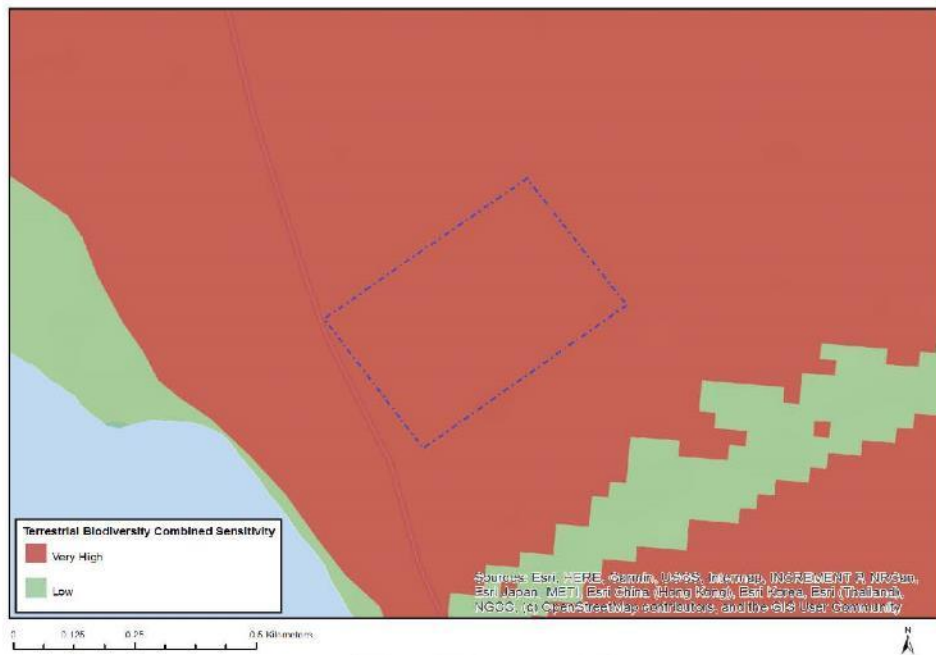 Terrestrial Biodiversity Combined Sensitivity
Very High
Low
Sources: Esri, HERE, Garmin, USGS, Intermap, INCREMENT P, NRCan,
Esri Japan, METI, Esri China (Hong Kong), Esri Korea, Esri (Thailand),
NGCC, (c) OpenStreetMap contributors, and the GIS User Community
0 0.125 0.25 0.5 Kilometers
N